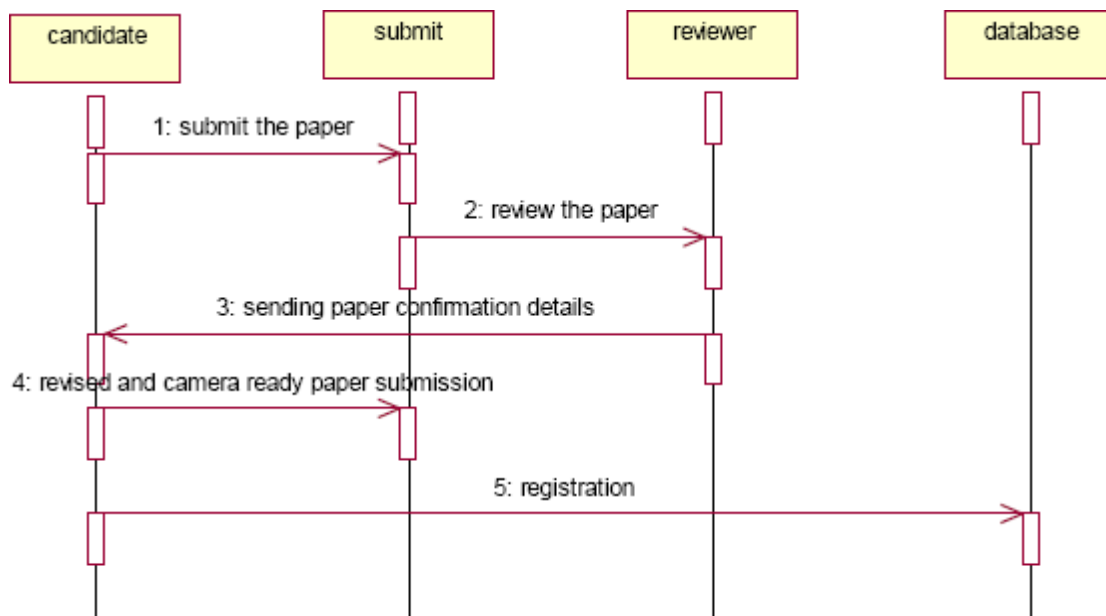 candidate
submit
reviewer
database
1: submit the paper
2: review the paper
3: sending paper confirmation details
4: revised and camera ready paper submission
5: registration